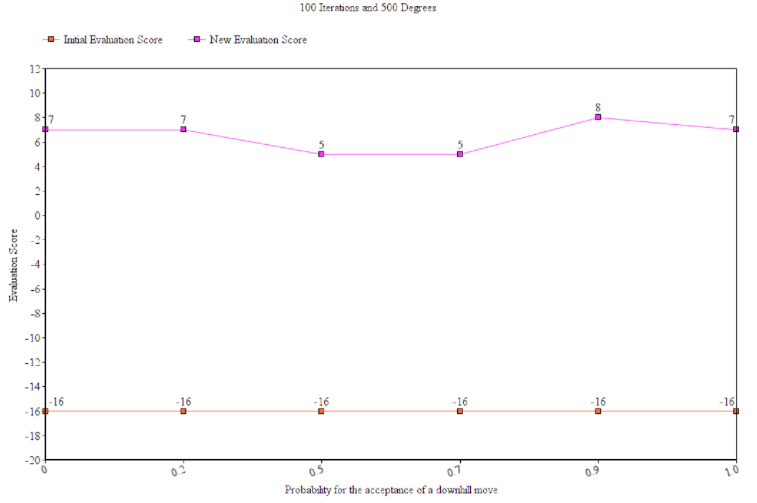 100 Iterations and 500 Degrees
Initial Evaluation Score New Evaluation Score
12
10
8
6
4
2
0
-2
-4
-6
-8
-10
-12
-14
-16
-18
-20
Evaluation Score
7 7 5 5 8 7
-16 -16 -16 -16 -16 -16
0 0.2 0.5 0.7 0.9 1.0
Probability for the acceptance of a downhill move